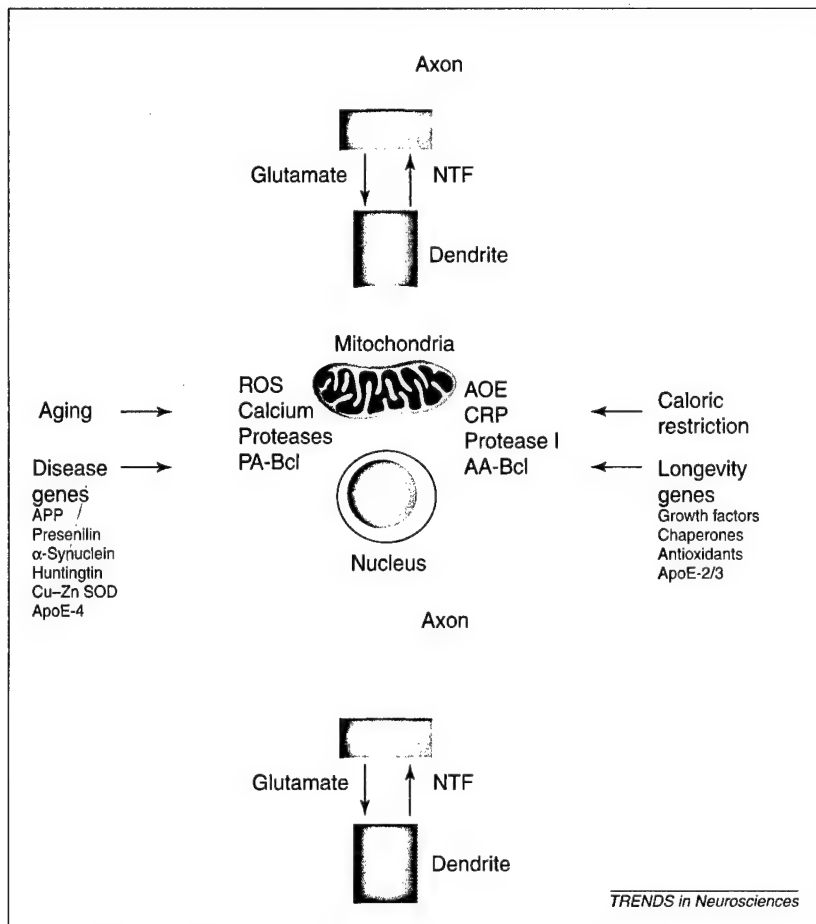 Axon
Glutamate
NTF
Dendrite
Mitochondria
ROS
Calcium
Proteases
PA-Bcl
AOE
CRP
Protease I
AA-Bcl
Aging
Disease
genes
APP
Presenilin
α-Synuclein
Huntingtin
Cu–Zn SOD
ApoE-4
Caloric
restriction
Longevity
genes
Growth factors
Chaperones
Antioxidants
ApoE-2/3
Nucleus
Axon
Glutamate
NTF
Dendrite
TRENDS in Neurosciences